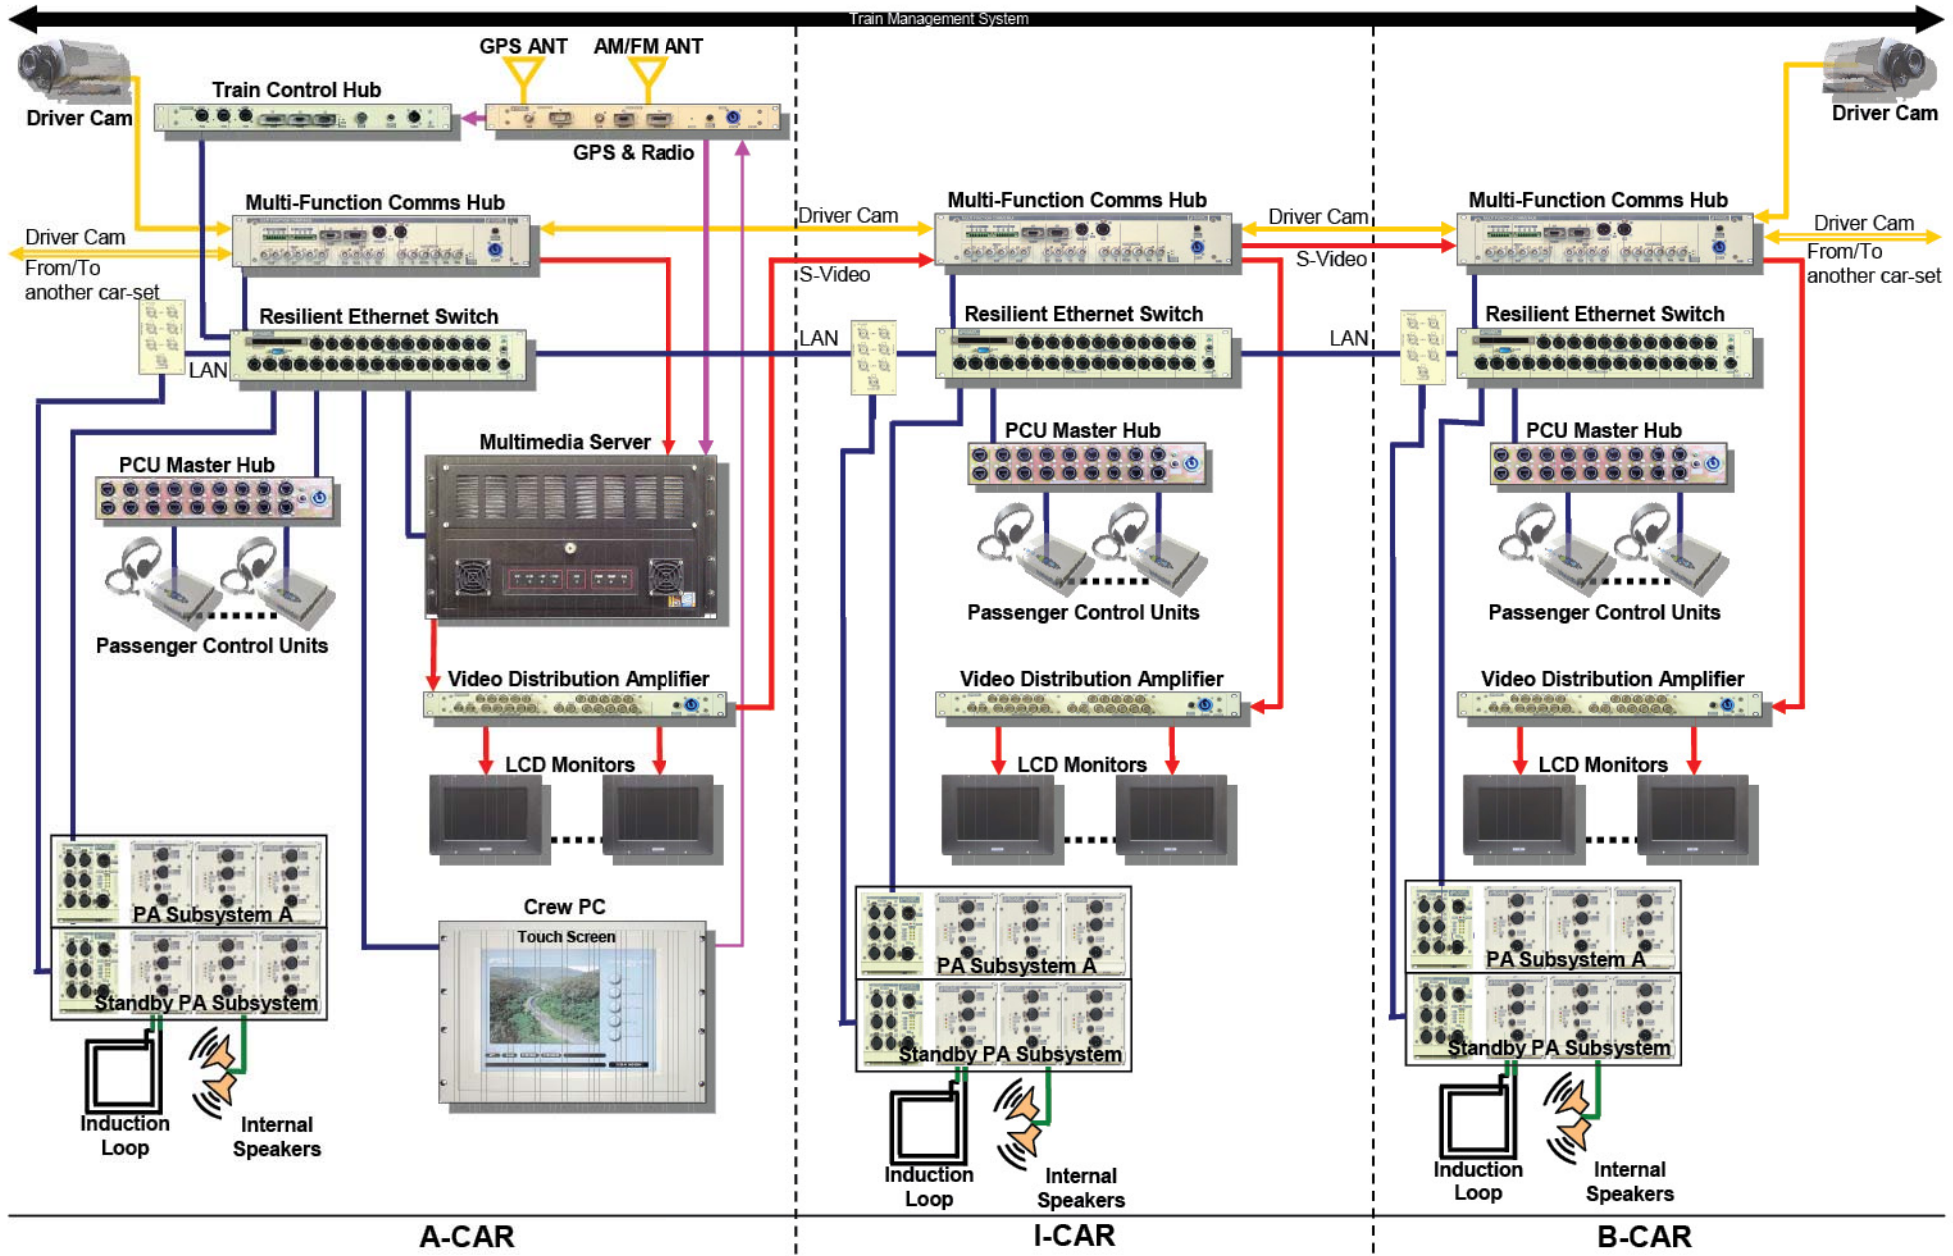 Train Management System
GPS ANT
AM/FM ANT
Train Control Hub
Driver Cam
GPS & Radio
Driver Cam
Multi-Function Comms Hub
Driver Cam
From/To
another car-set
Resilient Ethernet Switch
LAN
Multimedia Server
PCU Master Hub
Passenger Control Units
Video Distribution Amplifier
LCD Monitors
Crew PC
Touch Screen
PA Subsystem A
Standby PA Subsystem
Induction
Loop
Internal
Speakers
Driver Cam
S-Video
LAN
Multi-Function Comms Hub
Resilient Ethernet Switch
PCU Master Hub
Passenger Control Units
Video Distribution Amplifier
LCD Monitors
PA Subsystem A
Standby PA Subsystem
Induction
Loop
Internal
Speakers
Driver Cam
S-Video
LAN
Multi-Function Comms Hub
Driver Cam
From/To
another car-set
Resilient Ethernet Switch
PCU Master Hub
Passenger Control Units
Video Distribution Amplifier
LCD Monitors
PA Subsystem A
Standby PA Subsystem
Induction
Loop
Internal
Speakers
A-CAR
I-CAR
B-CAR